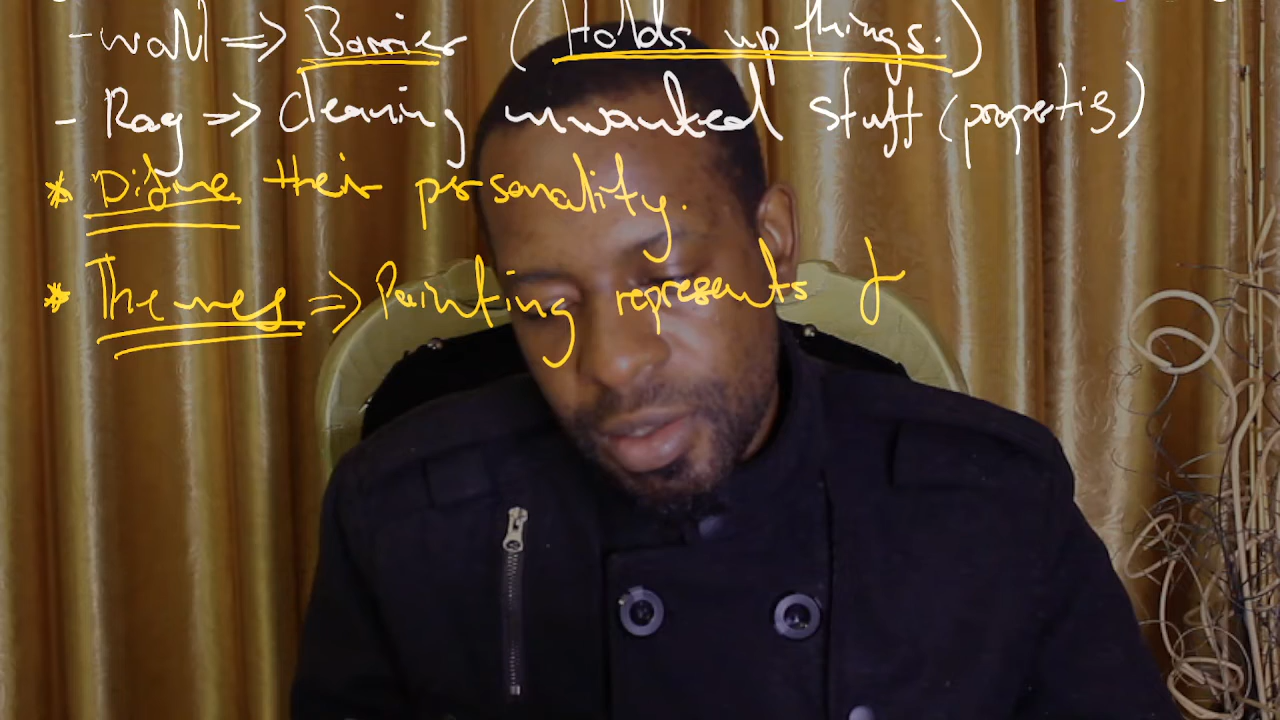 - wall => Barrier (Holds up things.)
- Rag => cleaning unwanted stuff (properties)
* Define their personality.
* Themes => Painting represents